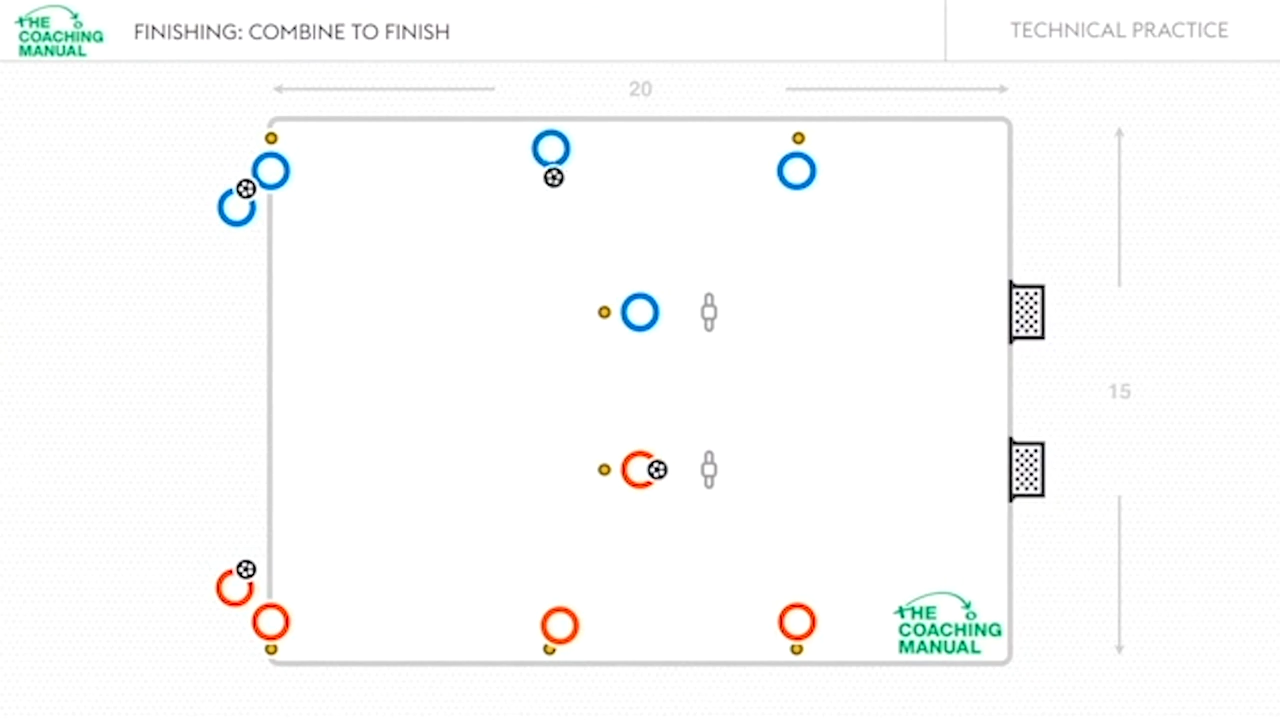 THE
COACHING
MANUAL
FINISHING: COMBINE TO FINISH
TECHNICAL PRACTICE
20
15
THE
COACHING
MANUAL